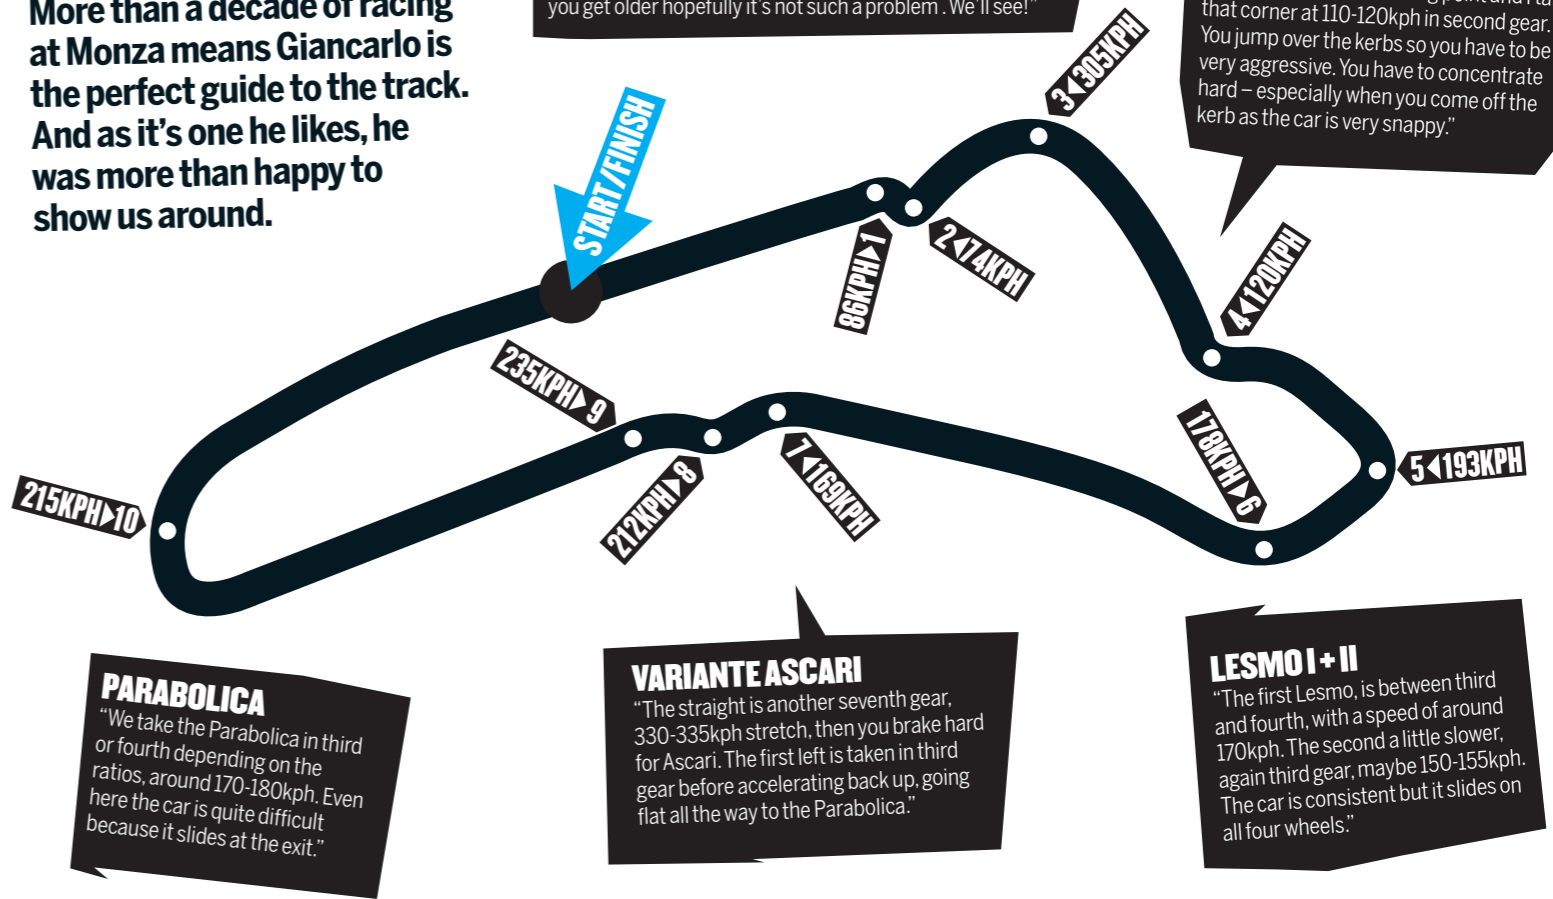 More than a decade of racing
at Monza means Giancarlo is
the perfect guide to the track.
And as it's one he likes, he
was more than happy to
show us around.
you get older hopefully it's not such a problem . We'll see!”
that corner at 110-120kph in second gear.
You jump over the kerbs so you have to be
very aggressive. You have to concentrate
hard – especially when you come off the
kerb as the car is very snappy.”
START/FINISH
86KPH▶1
2◀74KPH
3◀305KPH
4◀120KPH
5◀193KPH
178KPH▶6
7◀169KPH
212KPH▶8
235KPH▶9
215KPH▶10
PARABOLICA
“We take the Parabolica in third
or fourth depending on the
ratios, around 170-180kph. Even
here the car is quite difficult
because it slides at the exit.”
VARIANTE ASCARI
“The straight is another seventh gear,
330-335kph stretch, then you brake hard
for Ascari. The first left is taken in third
gear before accelerating back up, going
flat all the way to the Parabolica.”
LESMO I + II
“The first Lesmo, is between third
and fourth, with a speed of around
170kph. The second a little slower,
again third gear, maybe 150-155kph.
The car is consistent but it slides on
all four wheels.”